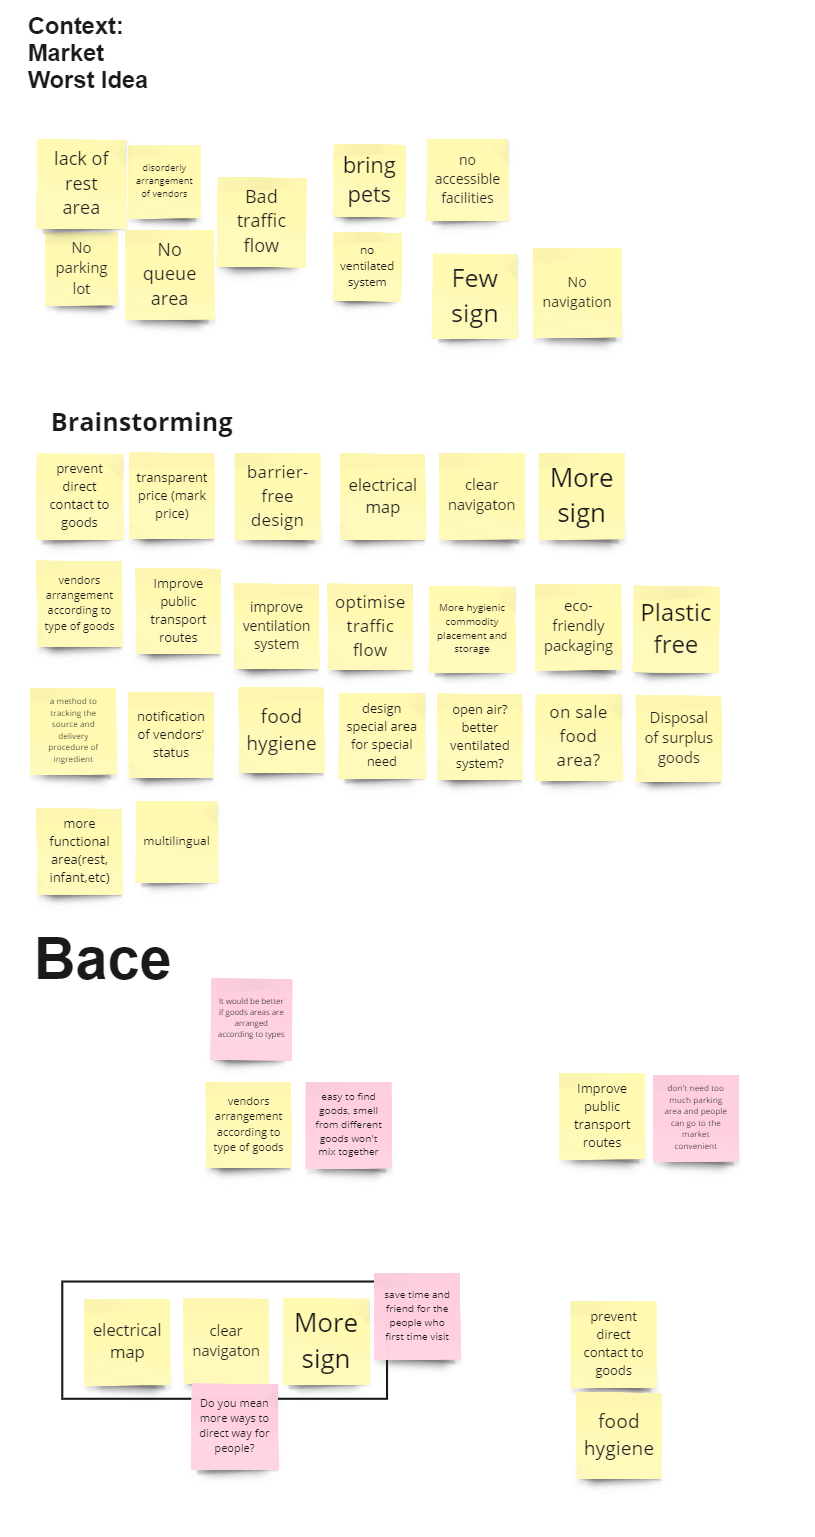 Context:
Market
Worst Idea
lack of
rest
area
disorderly
arrangement
of vendors
Bad
traffic
flow
bring
pets
no
accessible
facilities
No
parking
lot
No
queue
area
no
ventilated
system
Few
sign
No
navigation
Brainstorming
prevent
direct
contact to
goods
transparent
price (mark
price)
barrier-
free
design
electrical
map
clear
navigaton
More
sign
vendors
arrangement
according to
type of goods
Improve
public
transport
routes
improve
ventilation
system
optimise
traffic
flow
More hygienic
commodity
placement and
storage
eco-
friendly
packaging
Plastic
free
a method to
tracking the
source and
delivery
procedure of
ingredient
notification
of vendors'
status
food
hygiene
design
special area
for special
need
open air?
better
ventilated
system?
on sale
food
area?
Disposal
of surplus
goods
more
functional
area(rest,
infant,etc)
multilingual
Bace
It would be better
if goods areas are
arranged
according to types
vendors
arrangement
according to
type of goods
easy to find
goods, smell
from different
goods won't
mix together
Improve
public
transport
routes
don't need too
much parking
area and people
can go to the
market
convenient
electrical
map
clear
navigaton
More
sign
save time and
friend for the
people who
first time visit
Do you mean
more ways to
direct way for
people?
prevent
direct
contact to
goods
food
hygiene